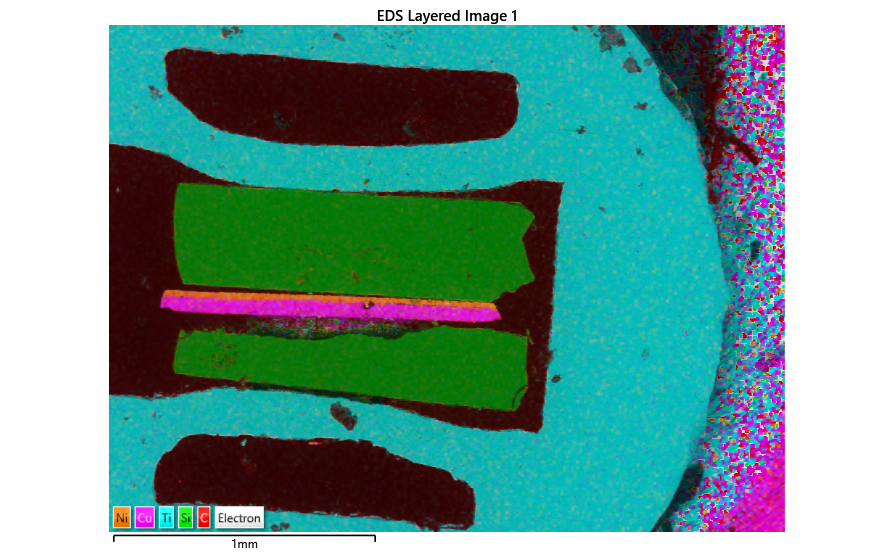 EDS Layered Image 1
Ni Cu Ti Si C Electron
1mm